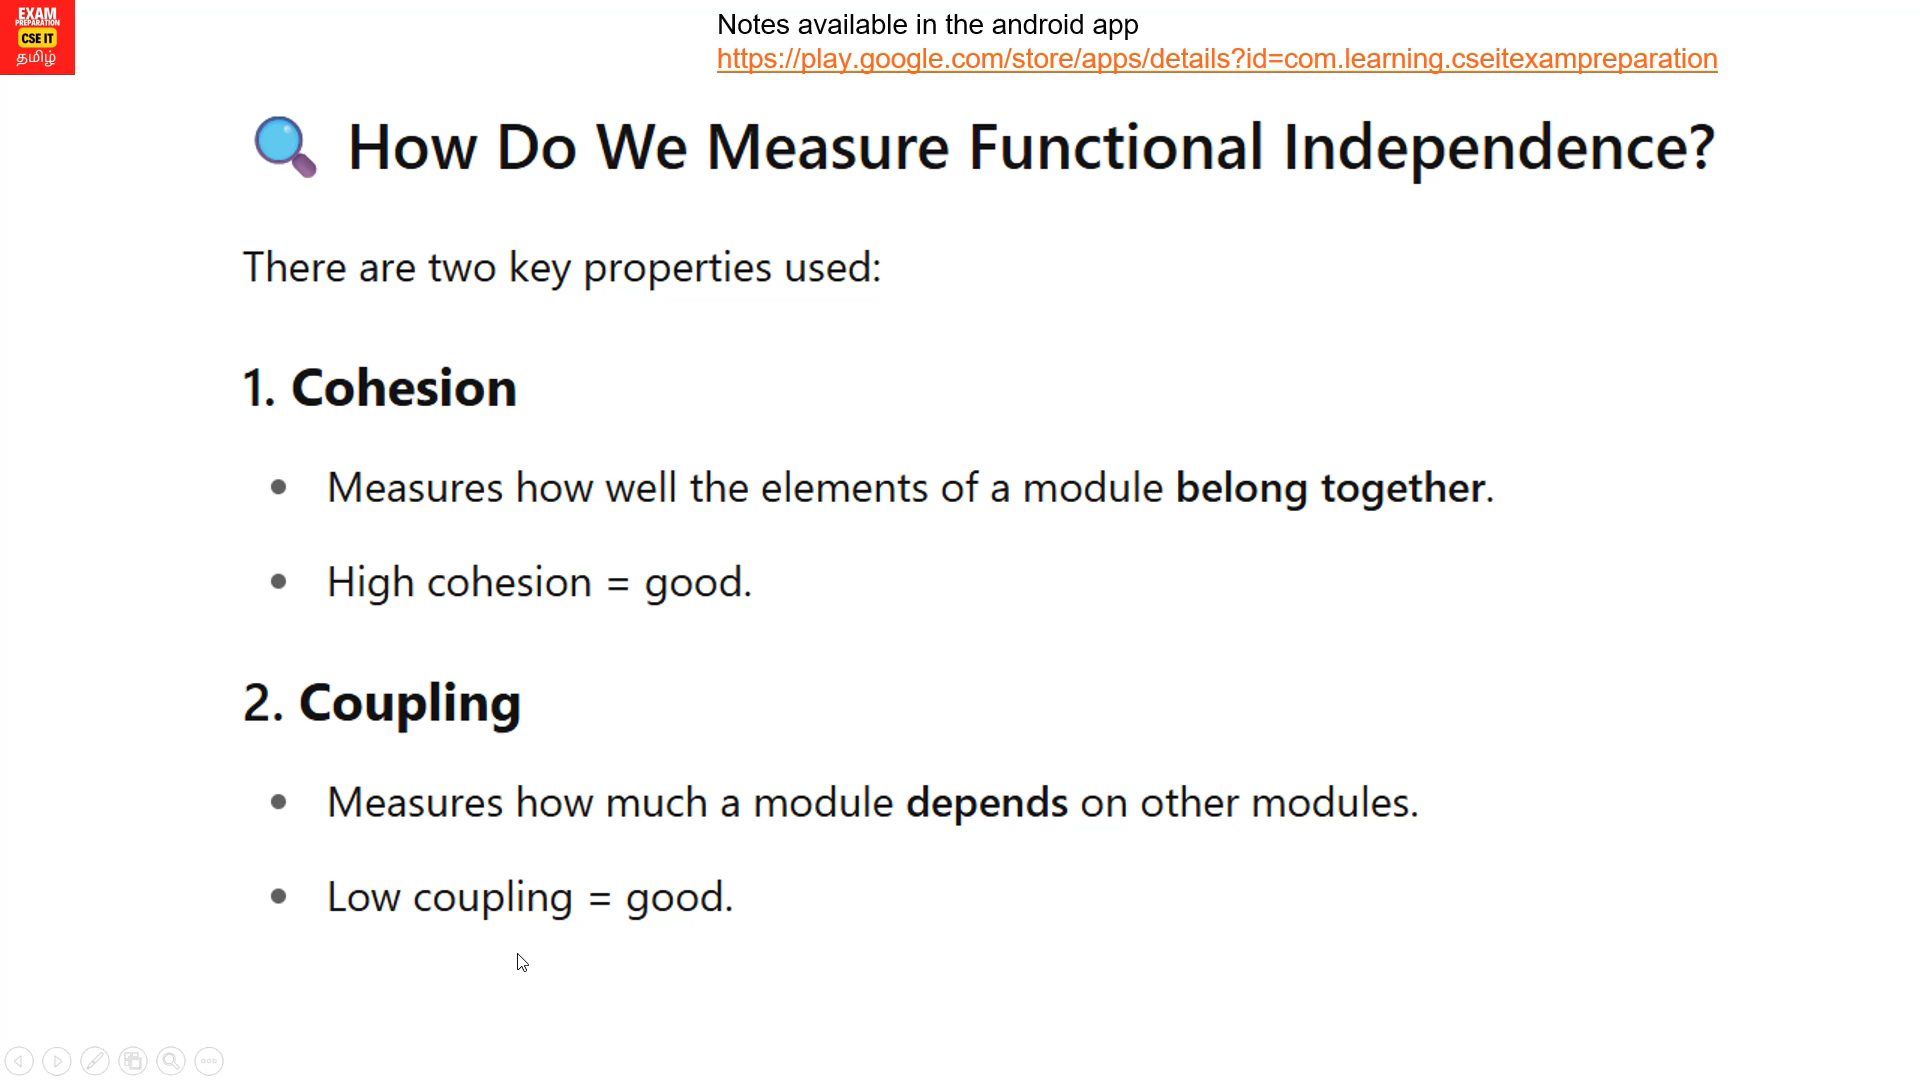 EXAM
PREPARATION
CSE IT
தமிழ்
Notes available in the android app
https://play.google.com/store/apps/details?id=com.learning.cseitexampreparation
How Do We Measure Functional Independence?
There are two key properties used:
1. Cohesion
• Measures how well the elements of a module belong together.
• High cohesion = good.
2. Coupling
• Measures how much a module depends on other modules.
• Low coupling = good.